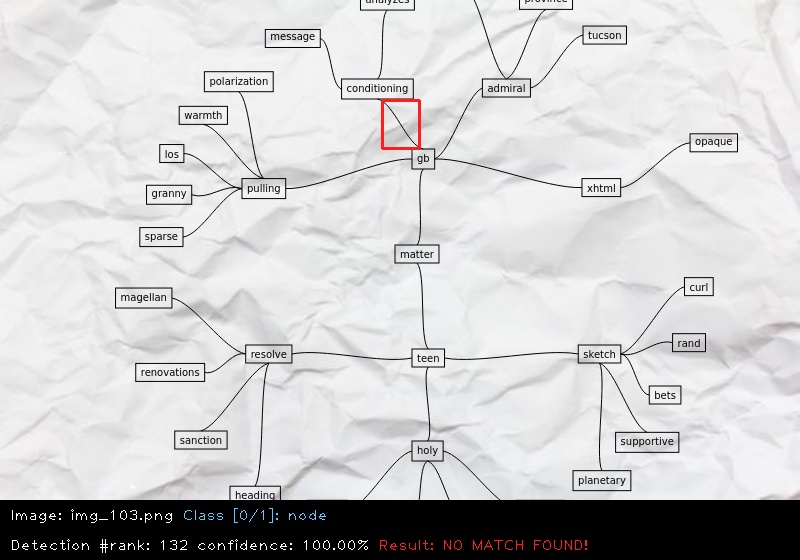 analyzes
province
message
tucson
polarization
conditioning
admiral
warmth
los
opaque
gb
granny
pulling
xhtml
sparse
matter
magellan
curl
rand
resolve
teen
sketch
renovations
bets
sanction
supportive
holy
planetary
heading
Image: img_103.png Class [0/1]: node
Detection #rank: 132 confidence: 100.00% Result: NO MATCH FOUND!